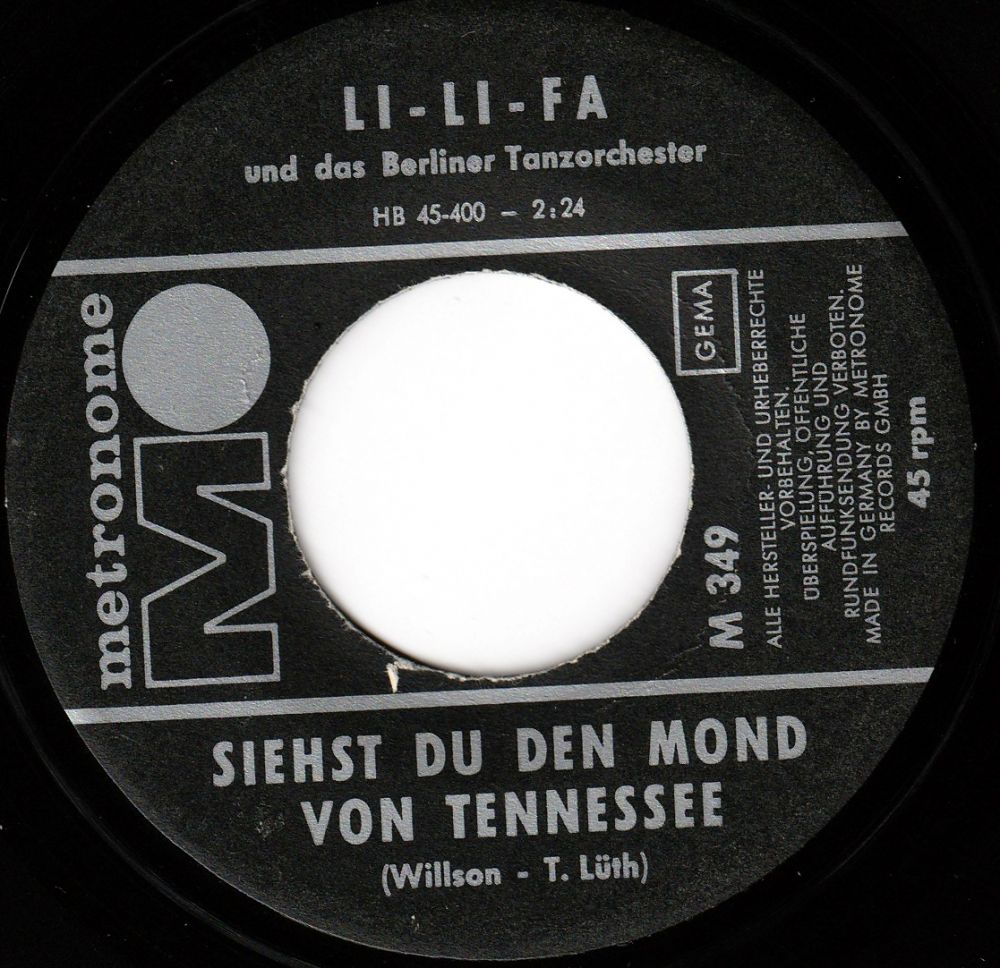 LI-LI-FA
und das Berliner Tanzorchester
HB 45-400 – 2:24
metronome
GEMA
M 349
ALLE HERSTELLER- UND URHEBERRECHTE
VORBEHALTEN.
ÜBERSPIELUNG, ÖFFENTLICHE
AUFFÜHRUNG UND
RUNDFUNKSENDUNG VERBOTEN.
MADE IN GERMANY BY METRONOME
RECORDS GMBH
45 rpm
SIEHST DU DEN MOND
VON TENNESSEE
(Willson - T. Lüth)